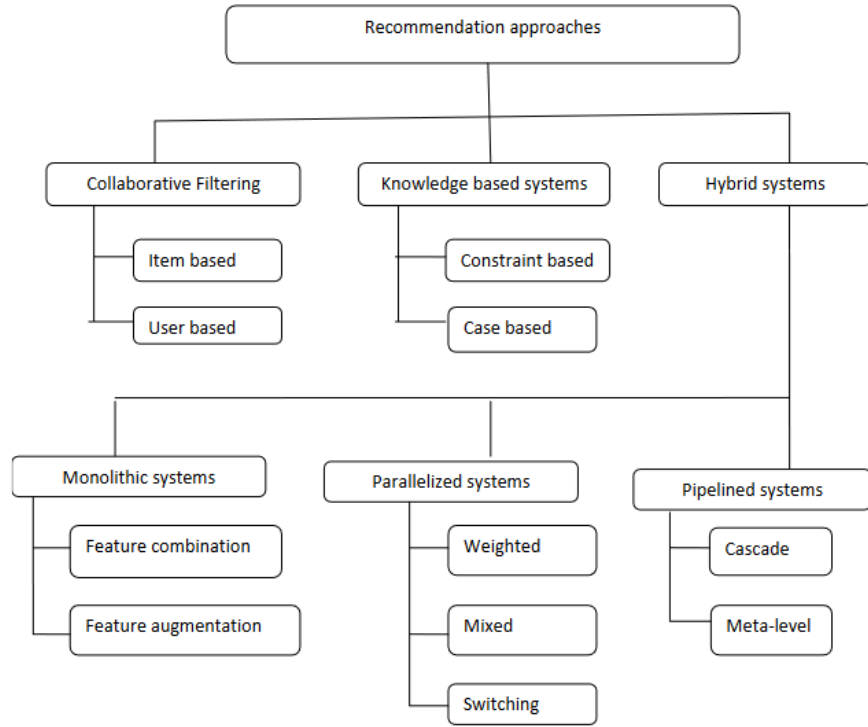 Recommendation approaches
Collaborative Filtering
Knowledge based systems
Hybrid systems
Item based
Constraint based
User based
Case based
Monolithic systems
Parallelized systems
Pipelined systems
Feature combination
Weighted
Cascade
Feature augmentation
Mixed
Meta-level
Switching